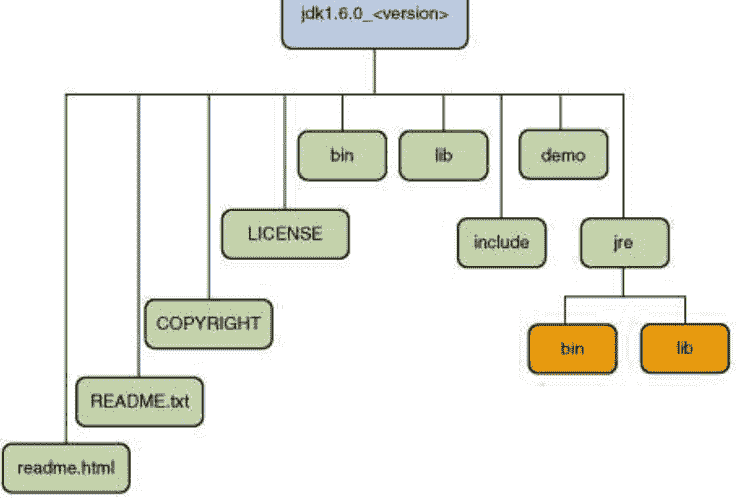 jdk1.6.0_<version>
bin
lib
demo
LICENSE
include
jre
COPYRIGHT
bin
lib
README.txt
readme.html